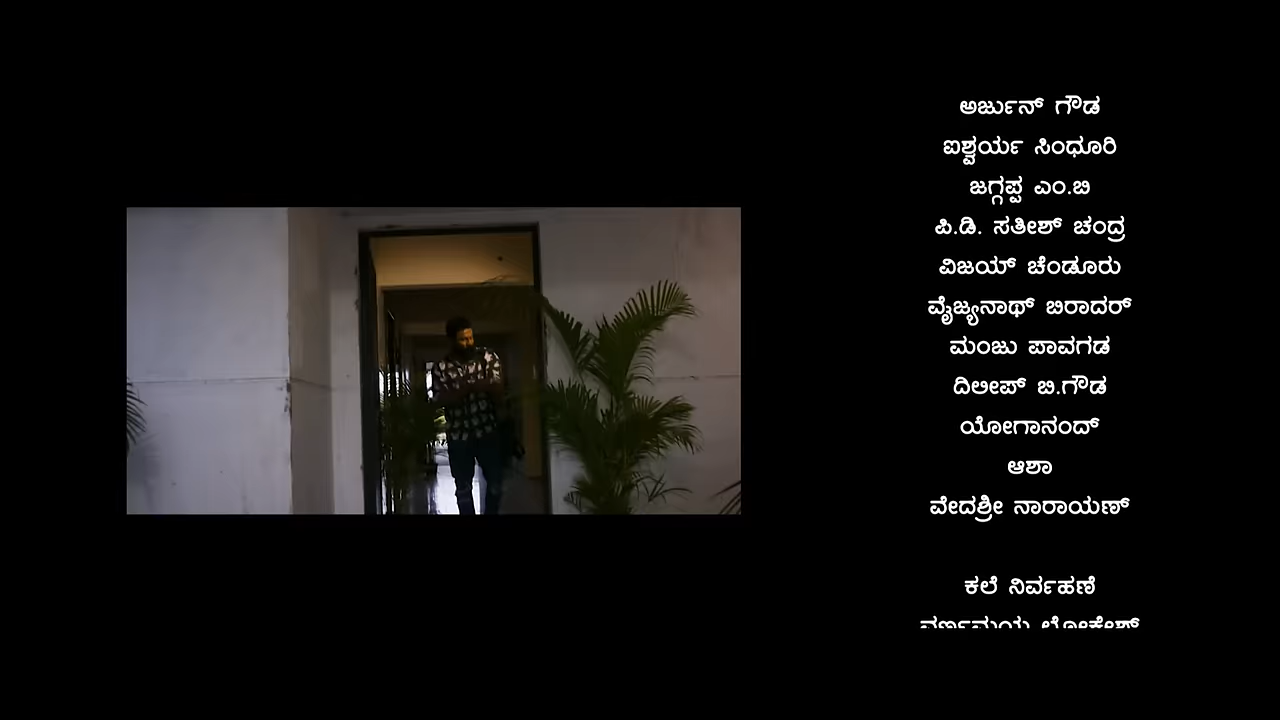 ಅರ್ಜುನ್ ಗೌಡ
ಐಶ್ವರ್ಯ ಸಿಂಧೂರಿ
ಜಗ್ಗಪ್ಪ ಎಂ.ಬಿ
ಪಿ.ಡಿ. ಸತೀಶ್ ಚಂದ್ರ
ವಿಜಯ್ ಚೆಂಡೂರು
ವೈಜ್ಯನಾಥ್ ಬಿರಾದರ್
ಮಂಜು ಪಾವಗಡ
ದಿಲೀಪ್ ಬಿ.ಗೌಡ
ಯೋಗಾನಂದ್
ಆಶಾ
ವೇದಶ್ರೀ ನಾರಾಯಣ್
ಕಲೆ ನಿರ್ವಹಣೆ